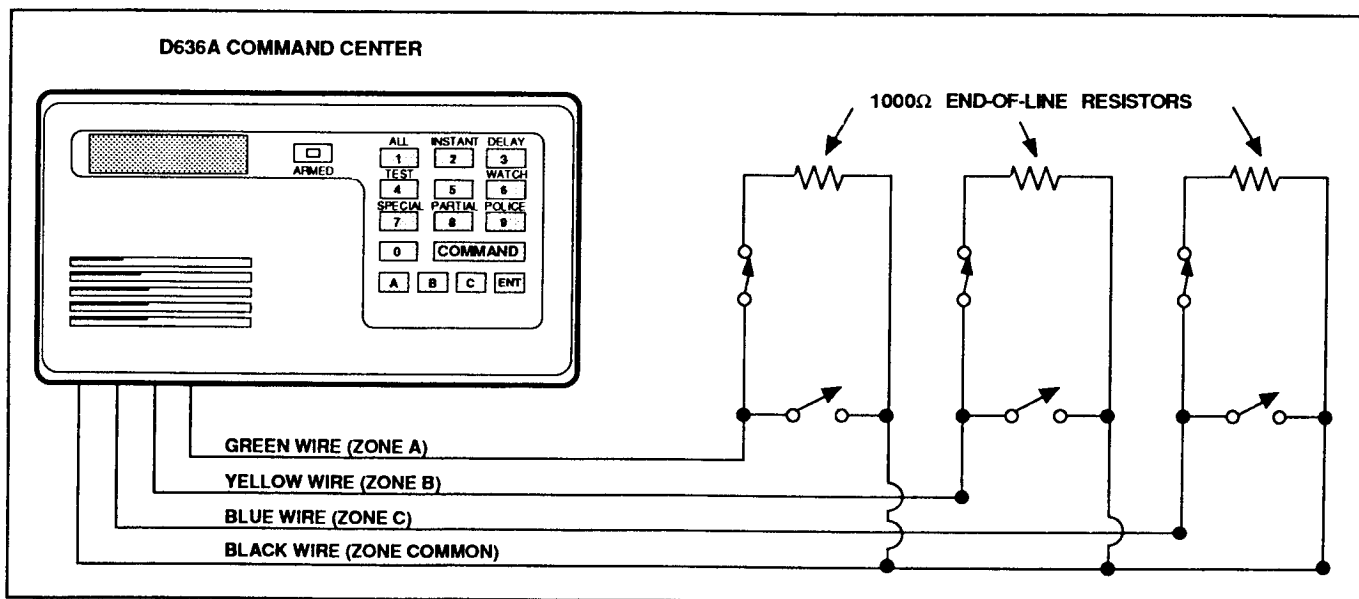 D636A COMMAND CENTER
1000Ω END-OF-LINE RESISTORS
ARMED
ALL INSTANT DELAY
1 2 3
TEST WATCH
4 5 6
SPECIAL PARTIAL POLICE
7 8 9
0 COMMAND
A B C ENT
GREEN WIRE (ZONE A)
YELLOW WIRE (ZONE B)
BLUE WIRE (ZONE C)
BLACK WIRE (ZONE COMMON)